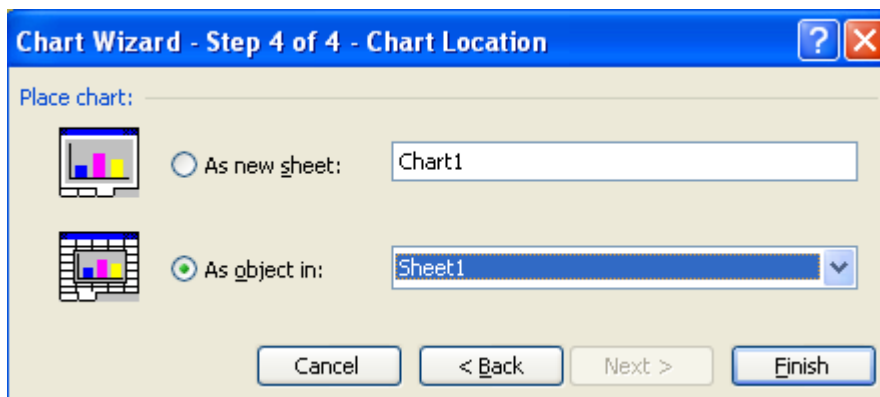 Chart Wizard - Step 4 of 4 - Chart Location
Place chart:
As new sheet: Chart1
As object in: Sheet1
Cancel < Back Next > Finish